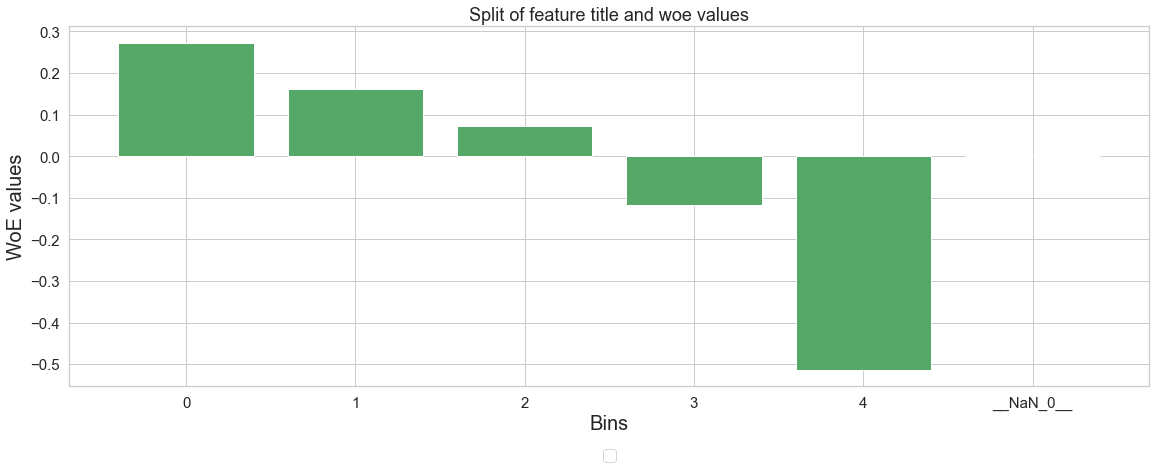 Split of feature title and woe values
0.3
0.2
0.1
0.0
−0.1
−0.2
−0.3
−0.4
−0.5
WoE values
0 1 2 3 4 __NaN_0__
Bins